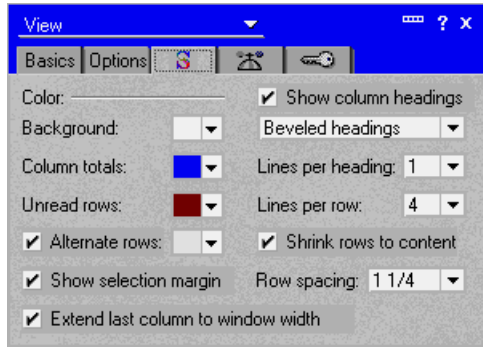 View ? x
Basics Options S
Color: Show column headings
Background: Beveled headings
Column totals: Lines per heading: 1
Unread rows: Lines per row: 4
Alternate rows: Shrink rows to content
Show selection margin Row spacing: 1 1/4
Extend last column to window width